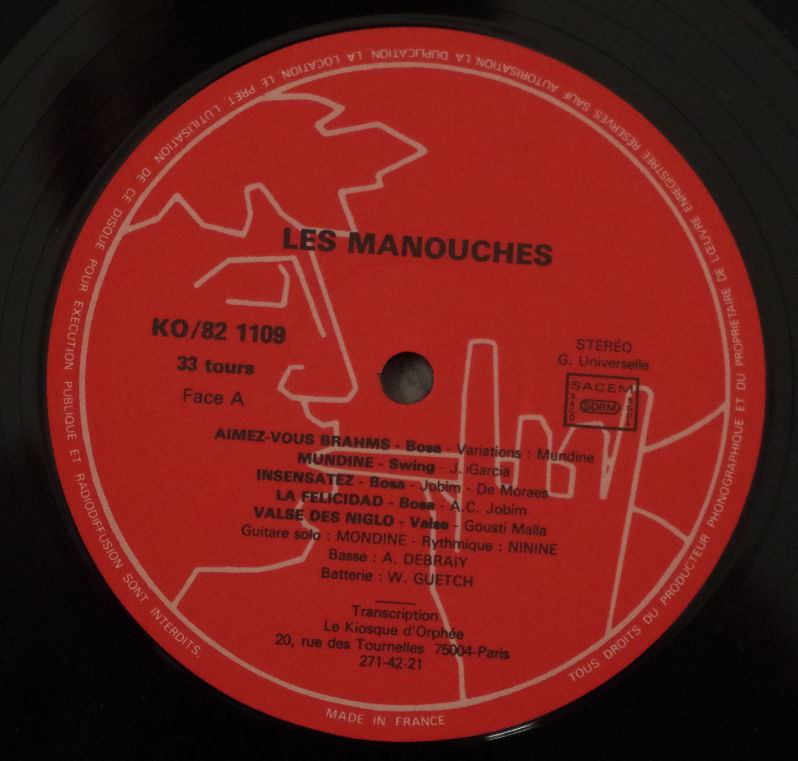 TOUS DROITS DU PRODUCTEUR PHONOGRAPHIQUE ET DU PROPRIETAIRE DE L'ŒUVRE ENREGISTREE RESERVES SAUF AUTORISATION LA DUPLICATION, LA LOCATION, LE PRET, L'UTILISATION DE CE DISQUE POUR EXECUTION PUBLIQUE ET RADIODIFFUSION SONT INTERDITS.
LES MANOUCHES
KO/82 1109
33 tours
Face A
STÉRÉO
G. Universelle
SACEM
SACD
SDRM
SGDL
AIMEZ-VOUS BRAHMS - Bosa - Variations : Mundine
MUNDINE - Swing - J. Garcia
INSENSATEZ - Bosa - Jobim - De Moraes
LA FELICIDAD - Bosa - A.C. Jobim
VALSE DES NIGLO - Valse - Gousti Malla
Guitare solo : MONDINE - Rythmique : NININE
Basse : A. DEBRAIY
Batterie : W. GUETCH
Transcription
Le Kiosque d'Orphée
20, rue des Tournelles 75004-Paris
271-42-21
MADE IN FRANCE